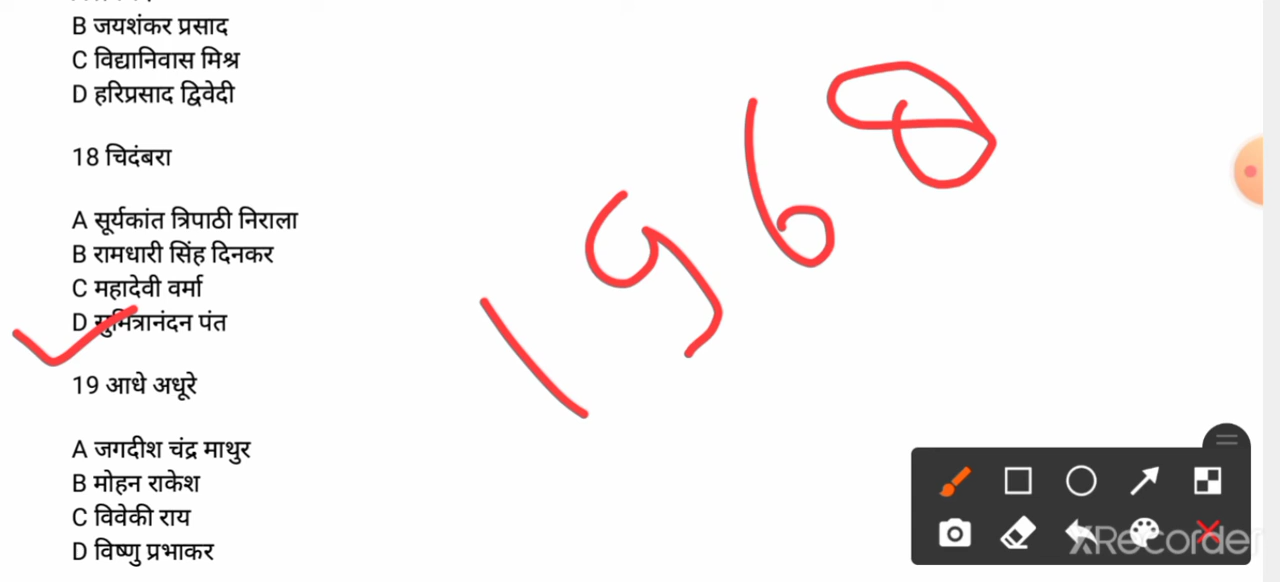 B जयशंकर प्रसाद
C विद्यानिवास मिश्र
D हरिप्रसाद द्विवेदी
18 चिदंबरा
A सूर्यकांत त्रिपाठी निराला
B रामधारी सिंह दिनकर
C महादेवी वर्मा
D सुमित्रानंदन पंत
1968
19 आधे अधूरे
A जगदीश चंद्र माथुर
B मोहन राकेश
C विवेकी राय
D विष्णु प्रभाकर
XRecorder